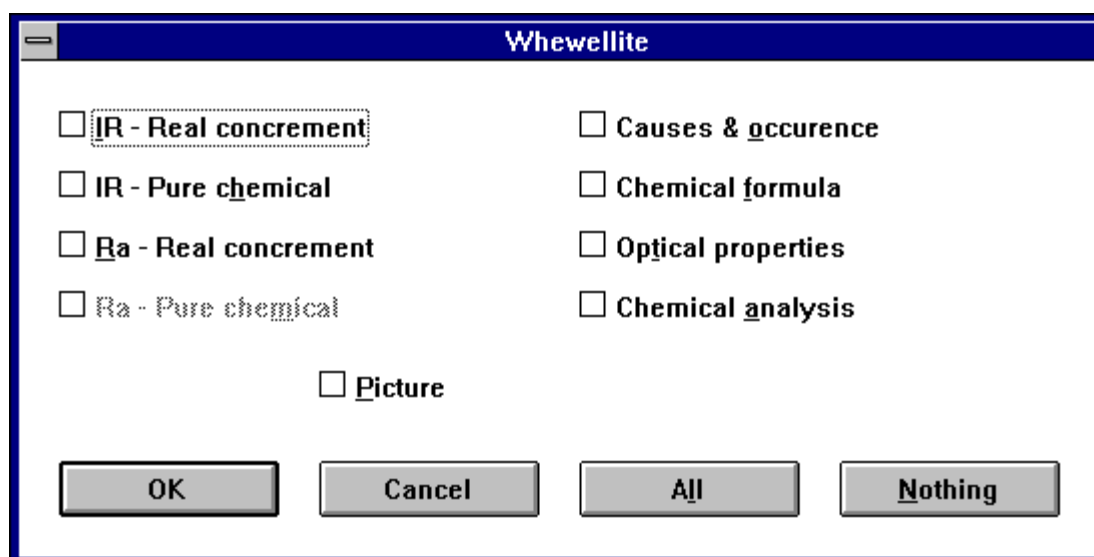 Whewellite
IR - Real concrement
Causes & occurence
IR - Pure chemical
Chemical formula
Ra - Real concrement
Optical properties
Ra - Pure chemical
Chemical analysis
Picture
OK
Cancel
All
Nothing